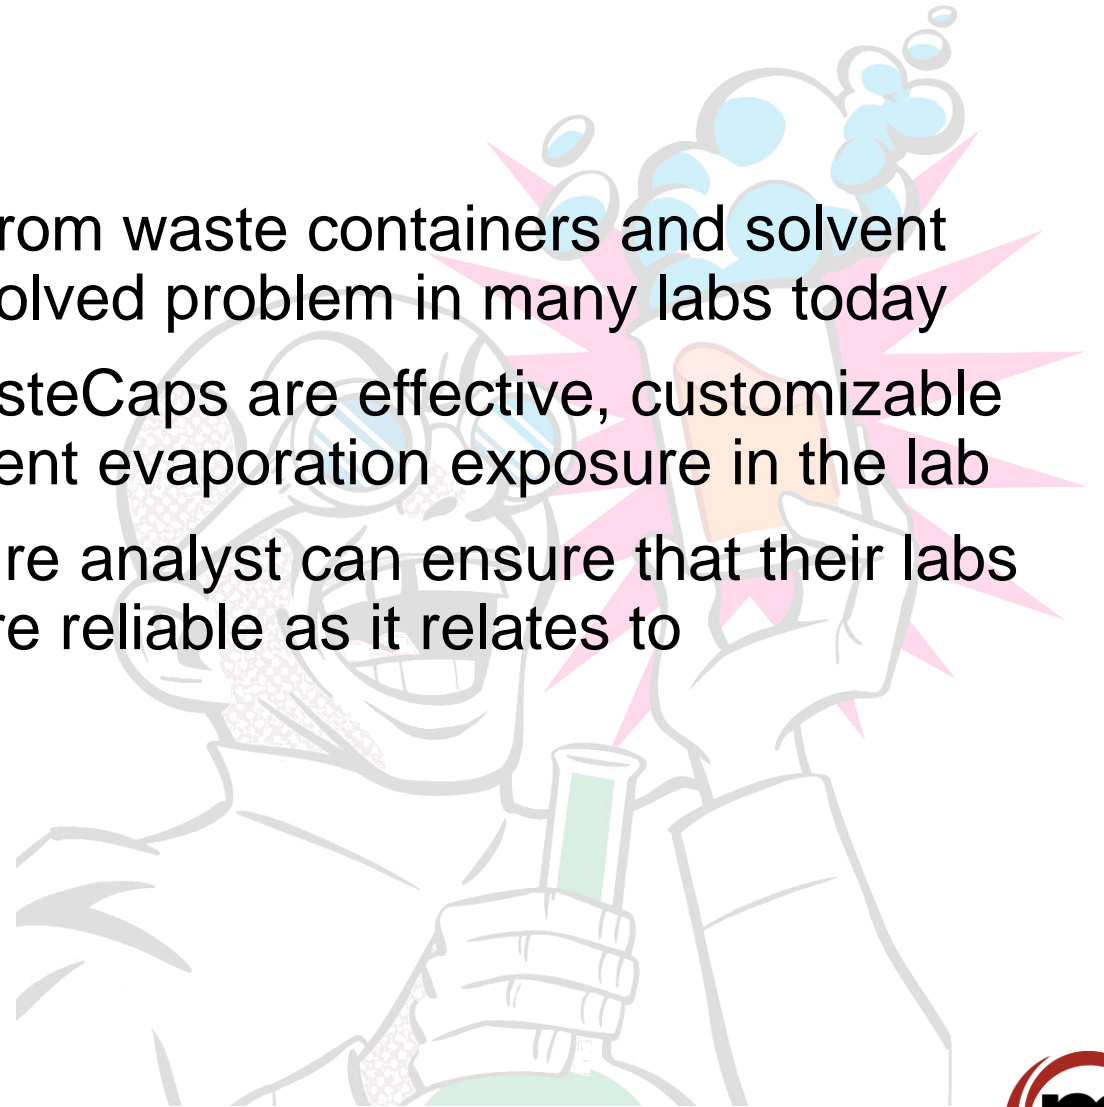 rom waste containers and solvent
olved problem in many labs today
steCaps are effective, customizable
ent evaporation exposure in the lab
re analyst can ensure that their labs
re reliable as it relates to